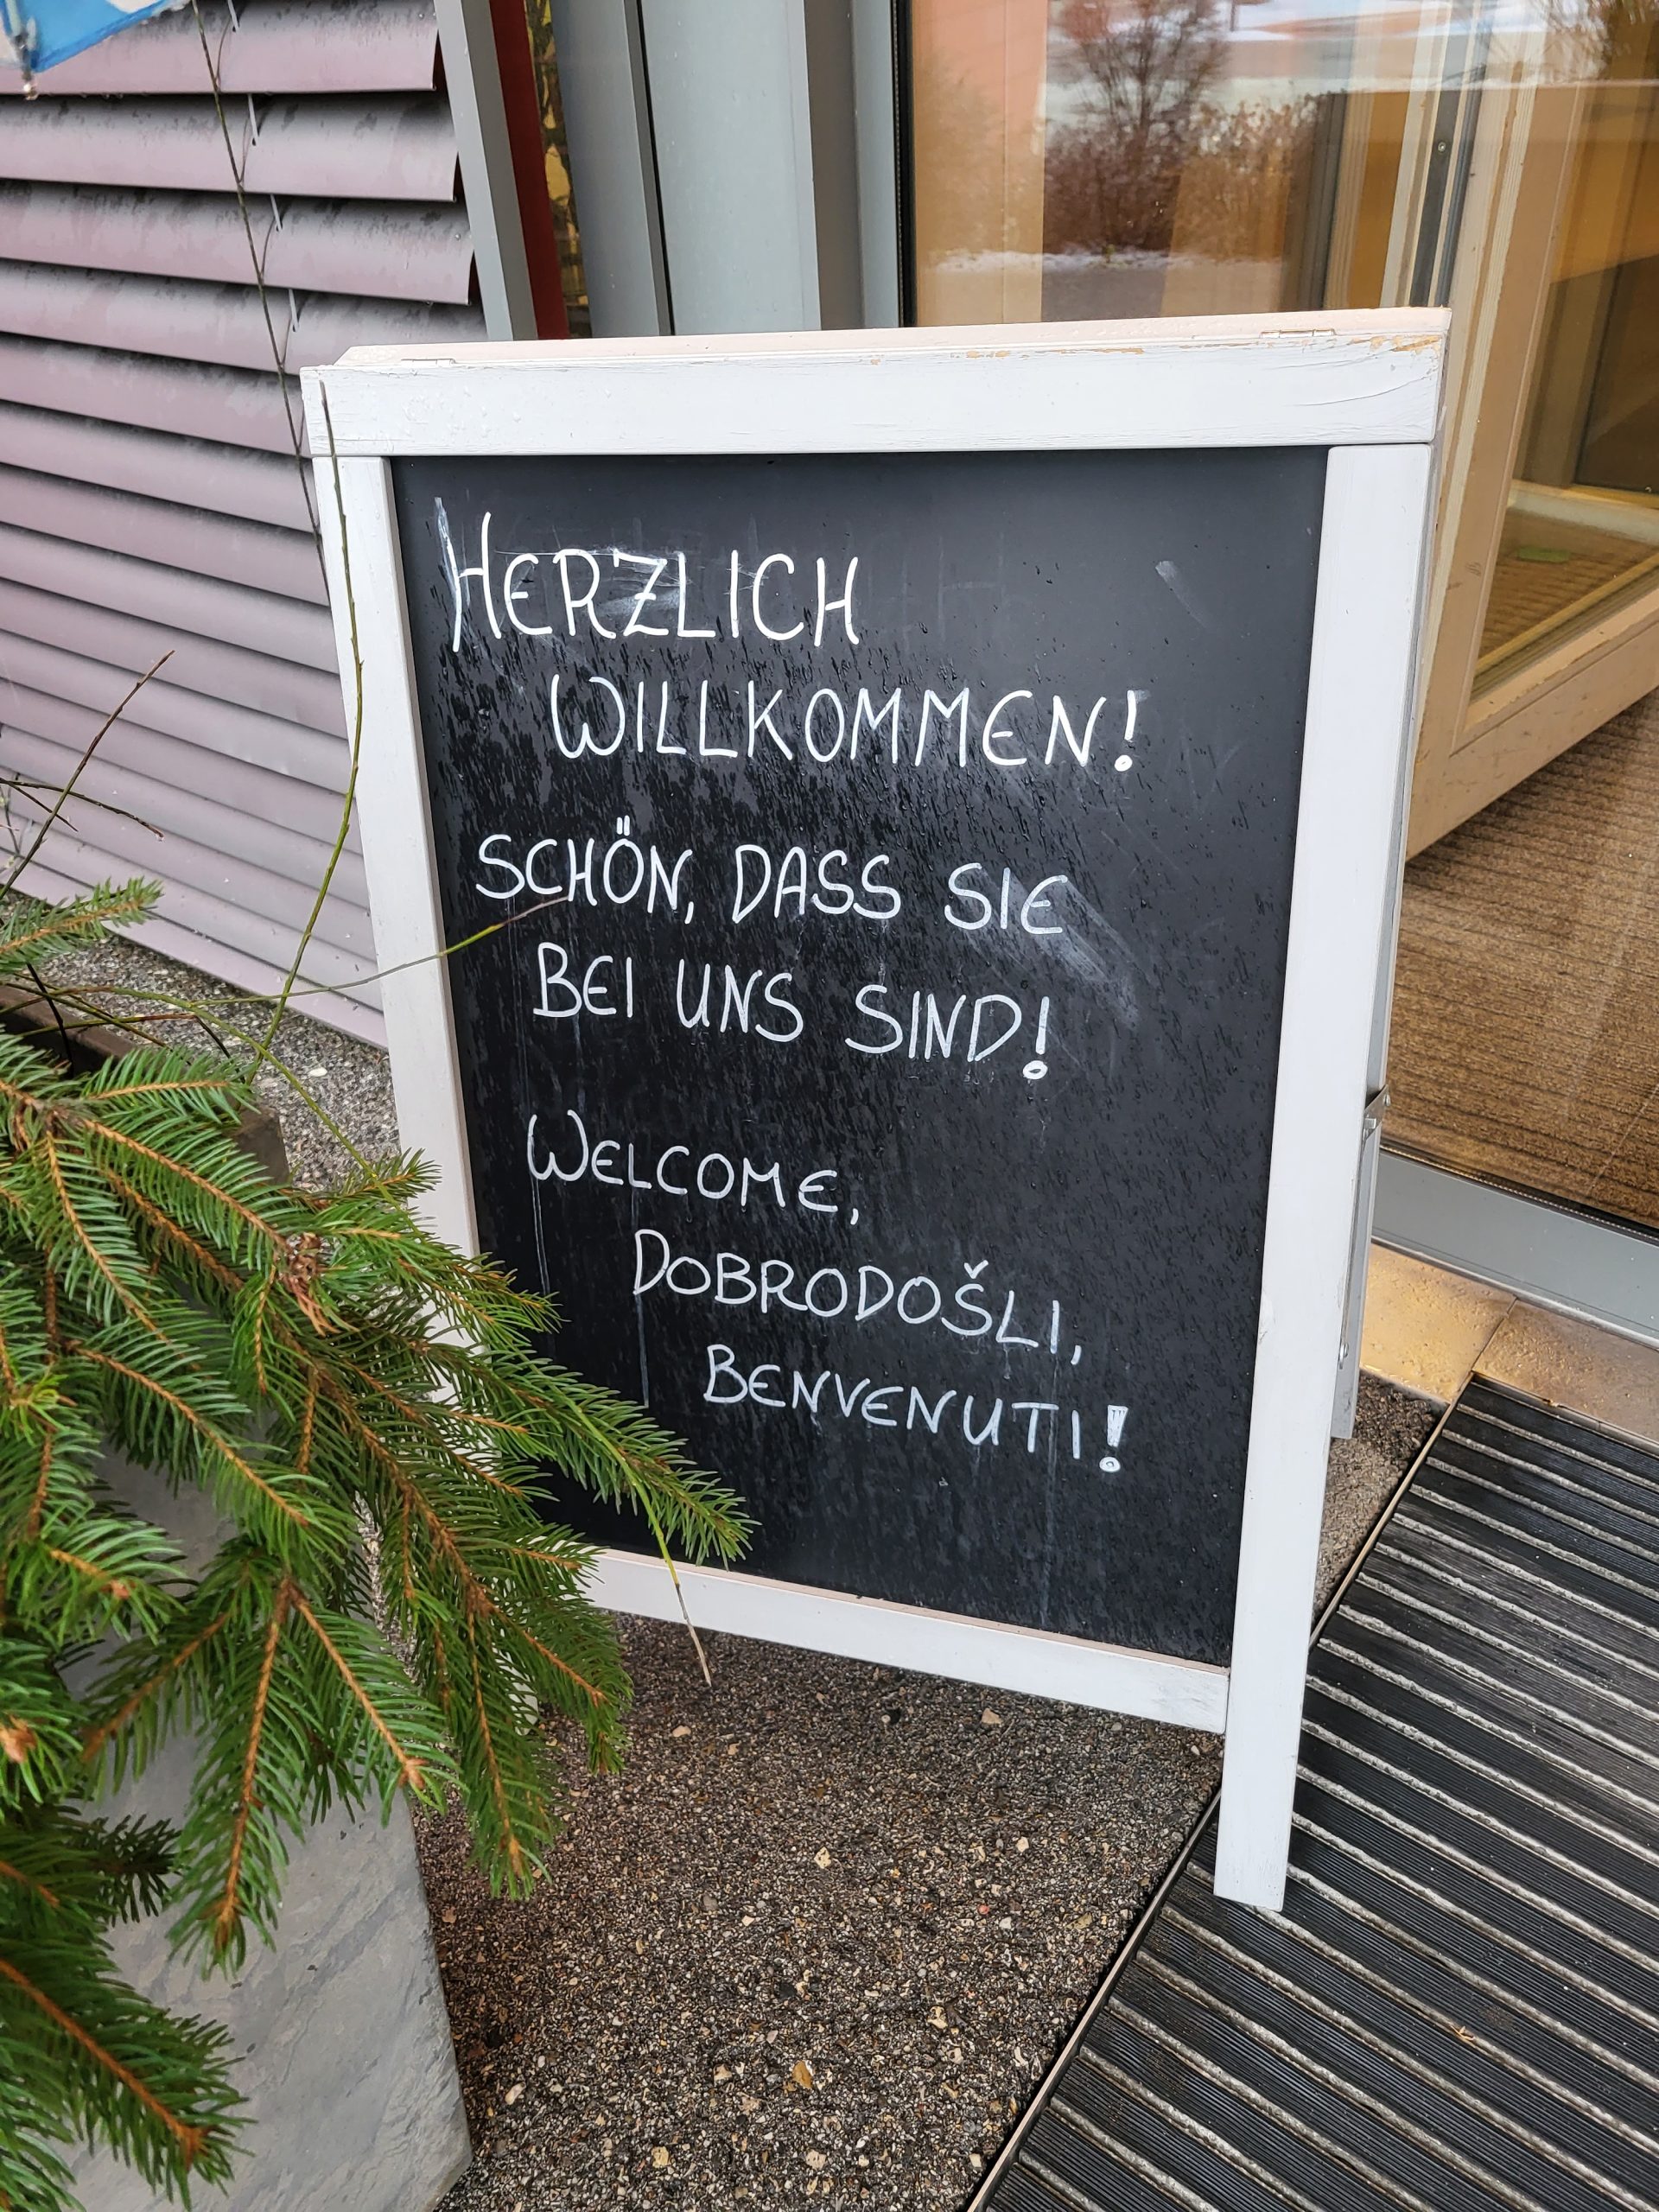 HERZLICH
WILLKOMMEN!
SCHÖN, DASS SIE
BEI UNS SIND!
WELCOME,
DOBRODOŠLI,
BENVENUTI!